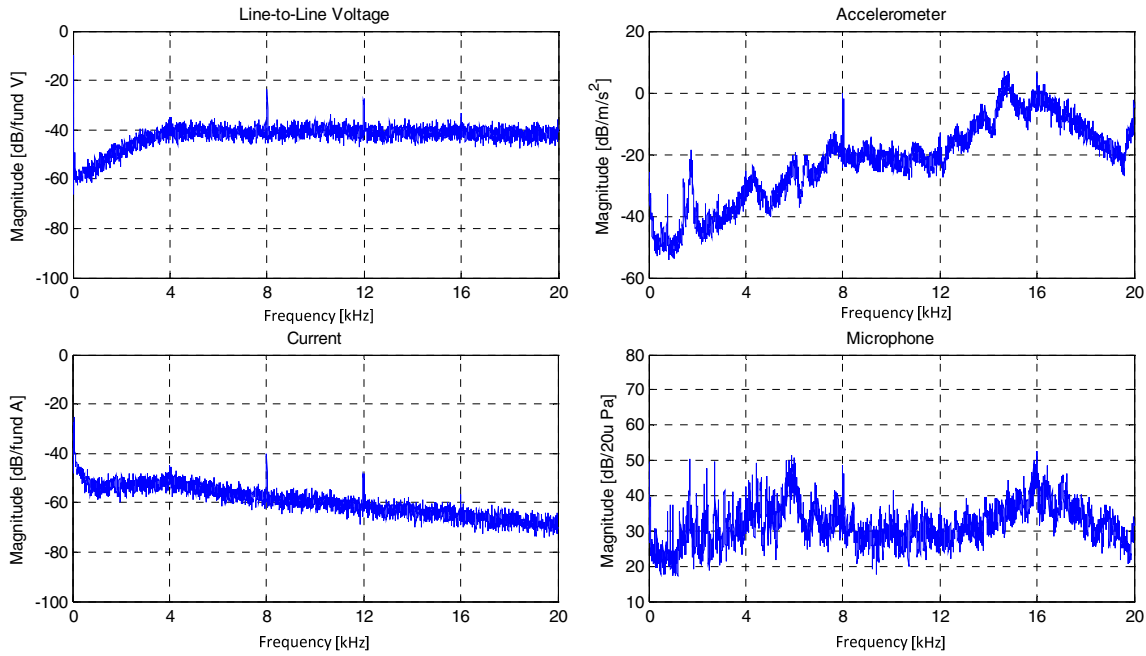 Line-to-Line Voltage
Magnitude [dB/fund V]
0
-20
-40
-60
-80
-100
0 4 8 12 16 20
Frequency [kHz]
Accelerometer
Magnitude [dB/m/s²]
20
0
-20
-40
-60
0 4 8 12 16 20
Frequency [kHz]
Current
Magnitude [dB/fund A]
0
-20
-40
-60
-80
-100
0 4 8 12 16 20
Frequency [kHz]
Microphone
Magnitude [dB/20u Pa]
80
70
60
50
40
30
20
10
0 4 8 12 16 20
Frequency [kHz]